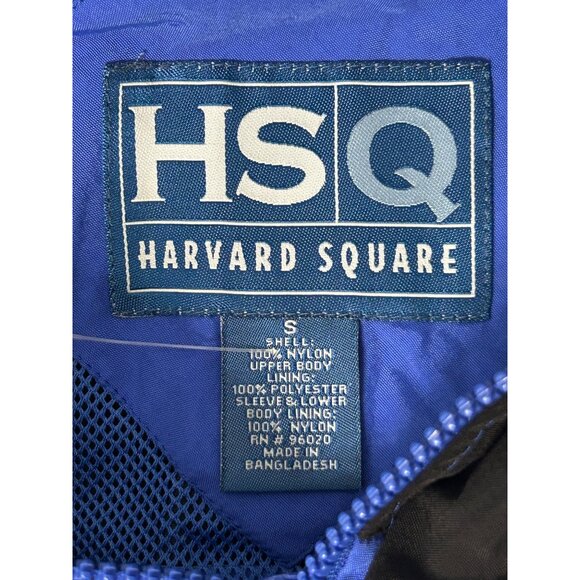 HSQ
HARVARD SQUARE
S
SHELL:
100% NYLON
UPPER BODY
LINING:
100% POLYESTER
SLEEVE & LOWER
BODY LINING:
100% NYLON
RN # 96020
MADE IN
BANGLADESH